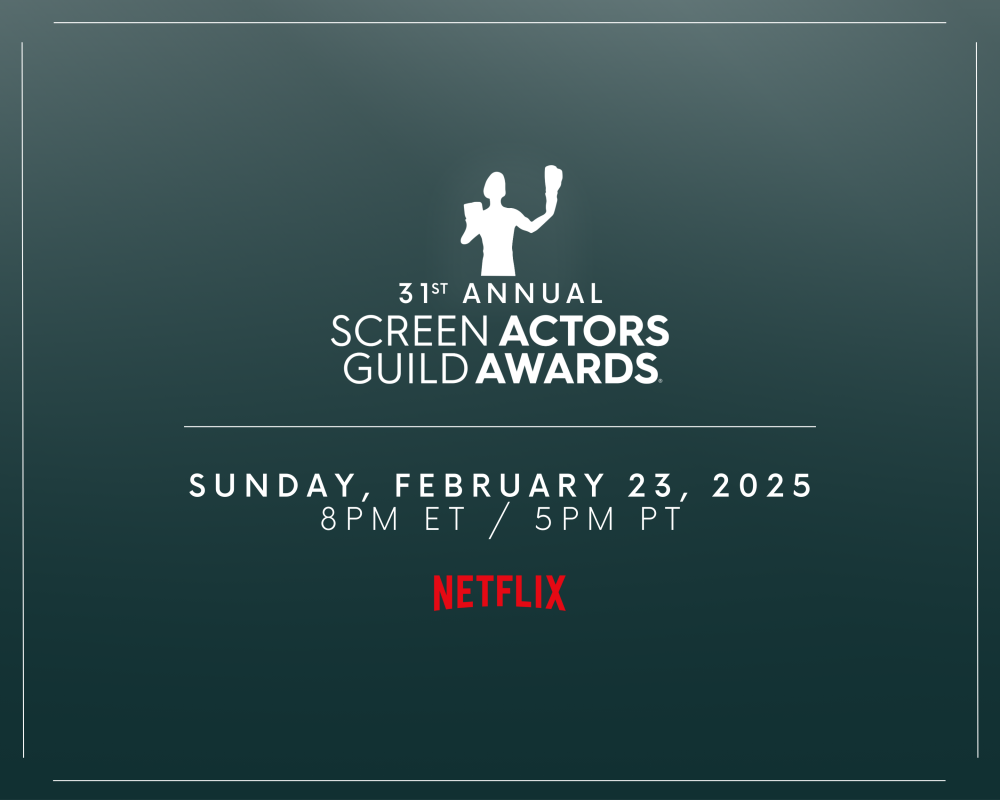 31ST ANNUAL
SCREEN ACTORS
GUILD AWARDS®
SUNDAY, FEBRUARY 23, 2025
8PM ET / 5PM PT
NETFLIX